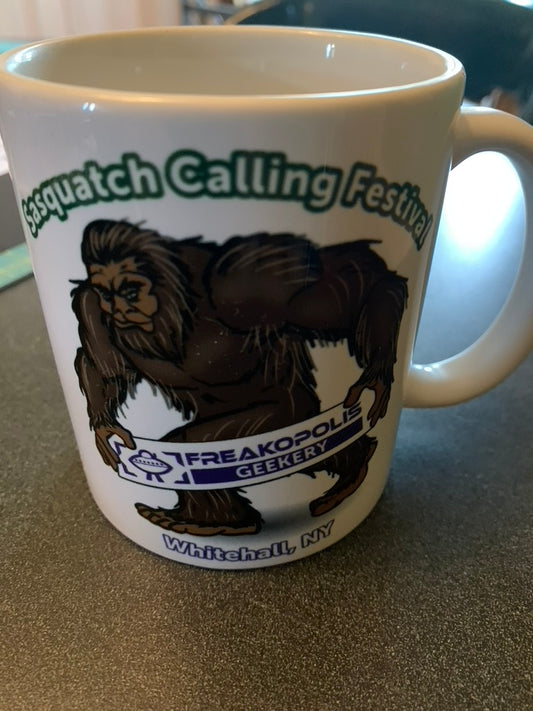 Sasquatch Calling Festival
FREAKOPOLIS
GEEKERY
Whitehall, NY